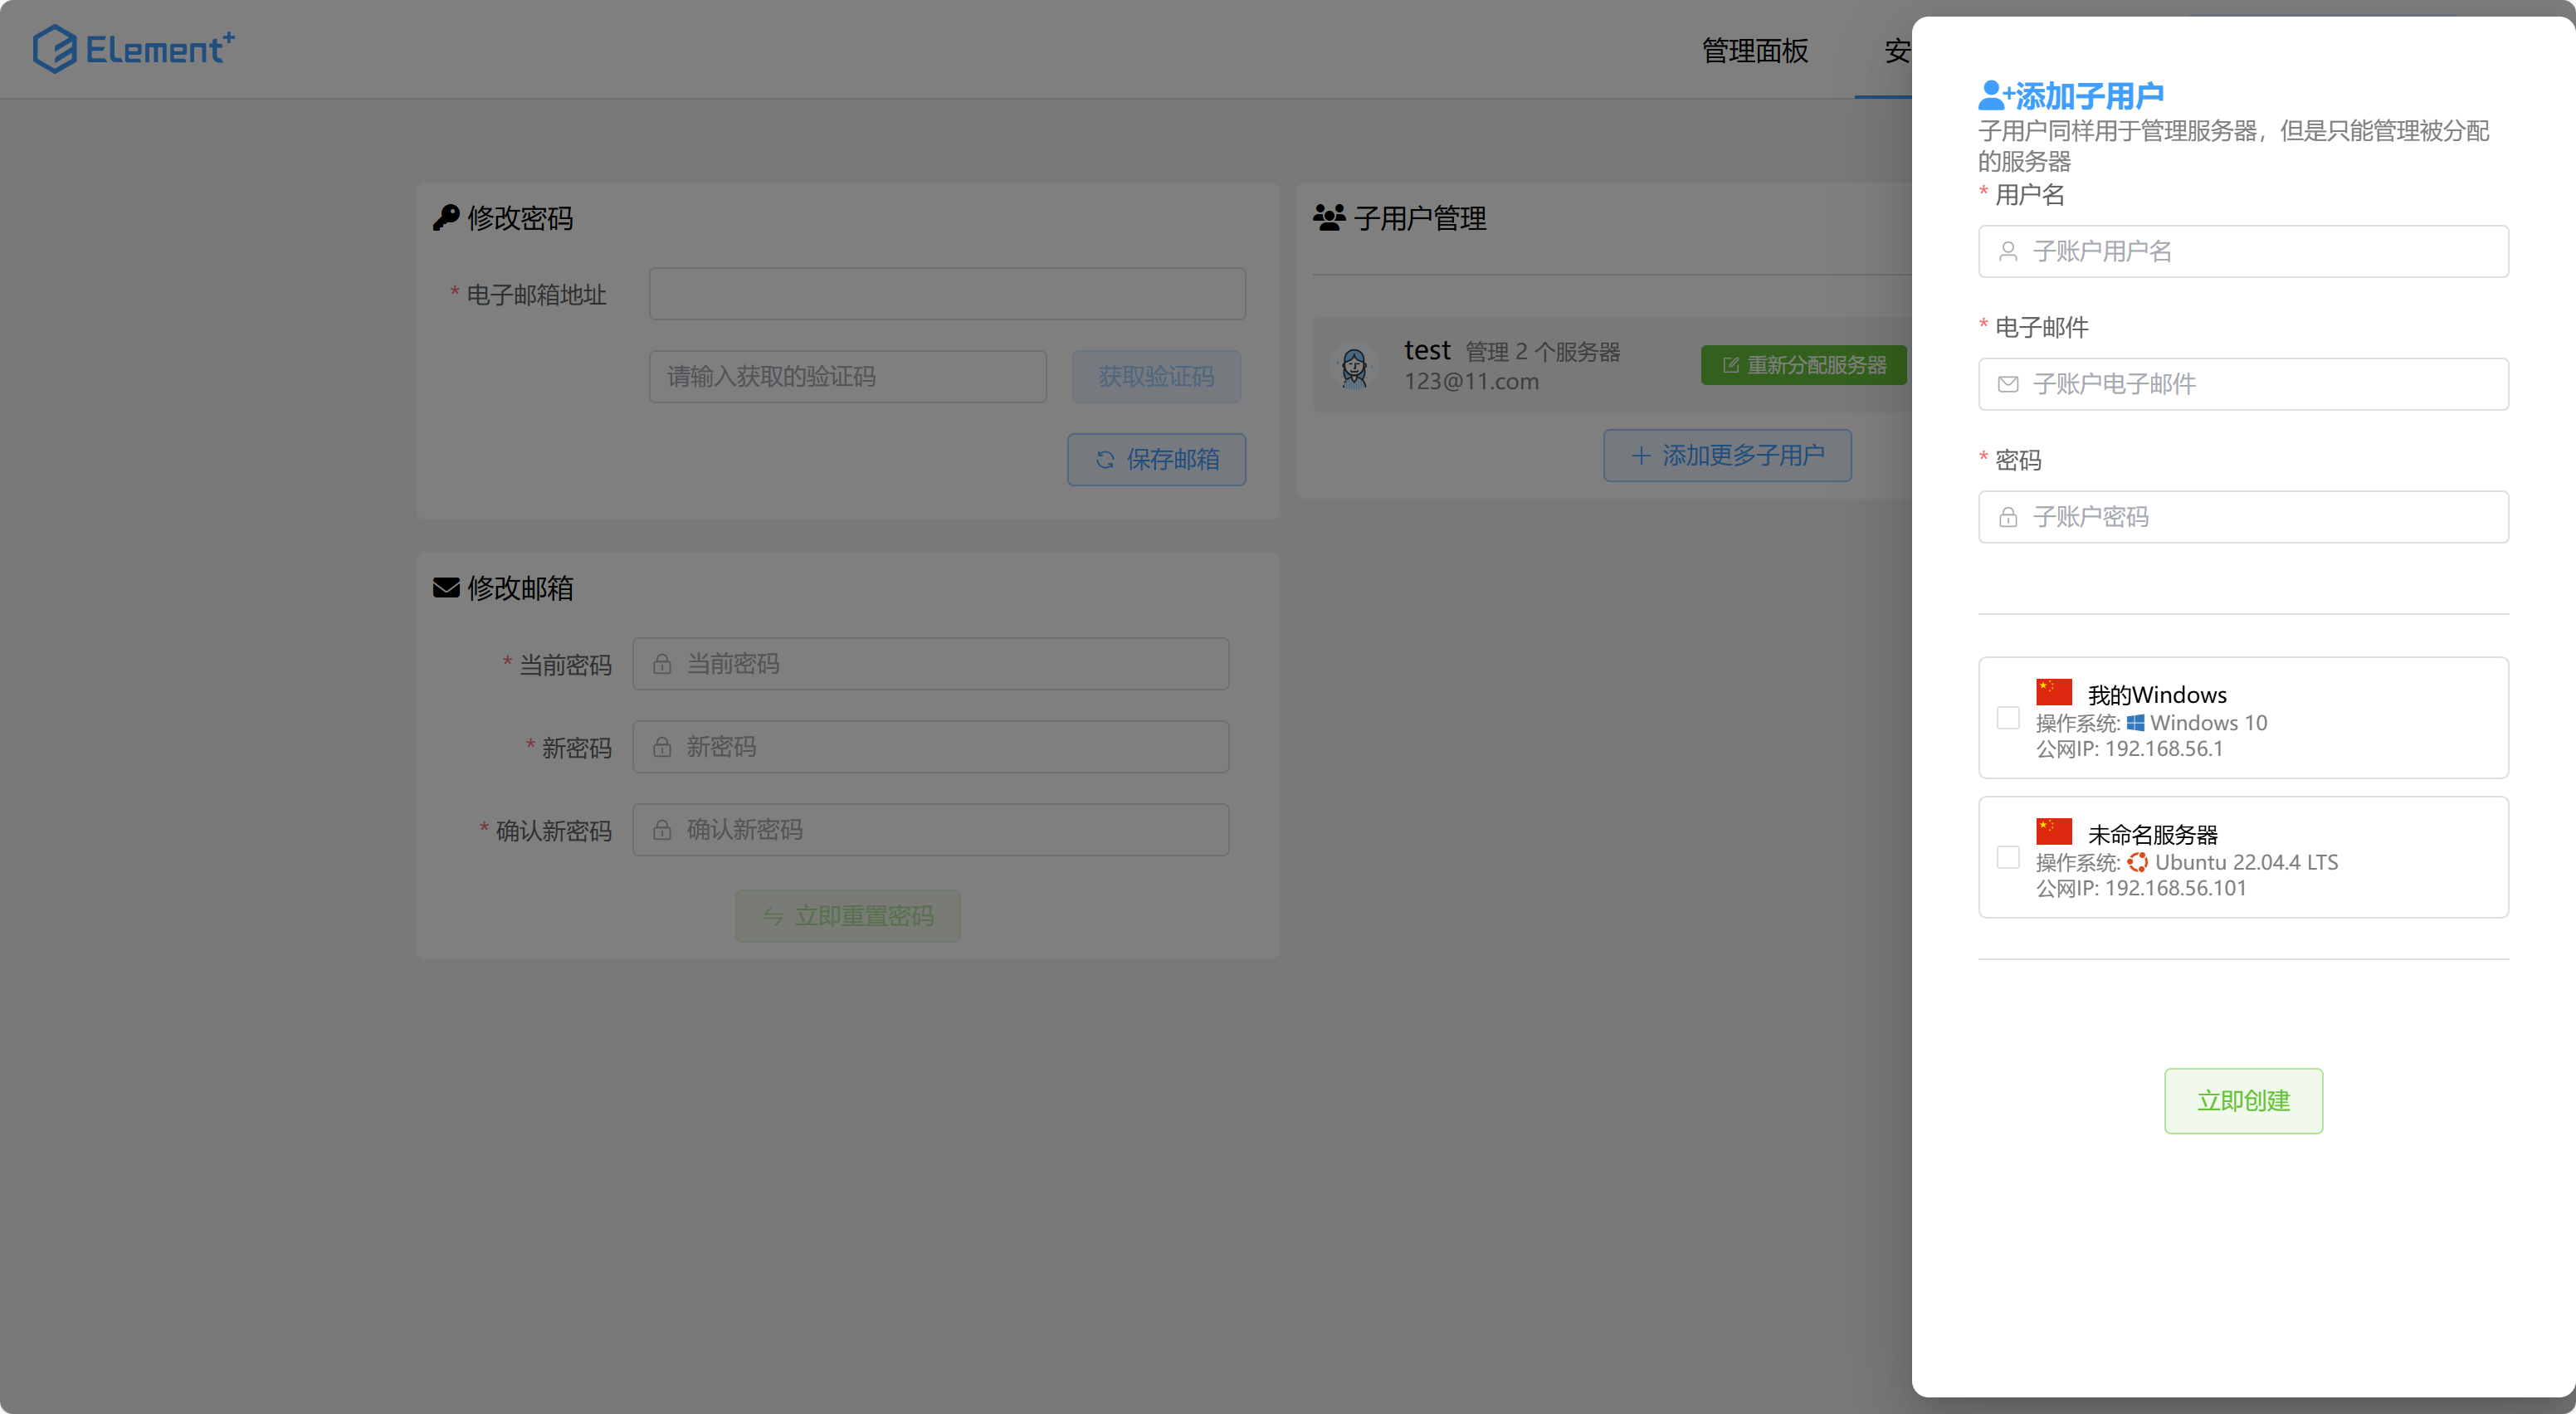 Element+
管理面板
安
修改密码
* 电子邮箱地址
请输入获取的验证码
获取验证码
保存邮箱
修改邮箱
* 当前密码
当前密码
* 新密码
新密码
* 确认新密码
确认新密码
立即重置密码
子用户管理
test 管理 2 个服务器
123@11.com
重新分配服务器
添加更多子用户
添加子用户
子用户同样用于管理服务器，但是只能管理被分配
的服务器
* 用户名
子账户用户名
* 电子邮件
子账户电子邮件
* 密码
子账户密码
我的Windows
操作系统: Windows 10
公网IP: 192.168.56.1
未命名服务器
操作系统: Ubuntu 22.04.4 LTS
公网IP: 192.168.56.101
立即创建